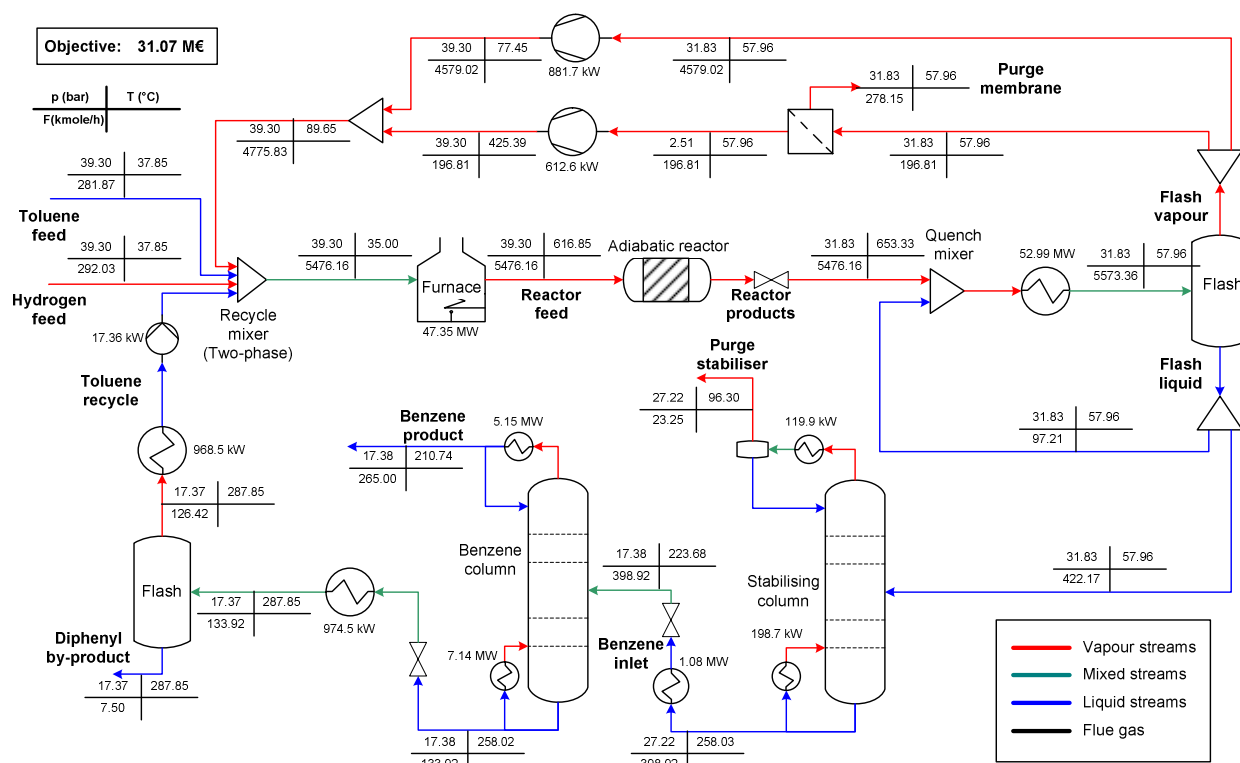 Objective: 31.07 M€
p (bar) T (°C)
F(kmole/h)
39.30 77.45
4579.02
881.7 kW
31.83 57.96
4579.02
31.83 57.96
278.15
Purge
membrane
39.30 89.65
4775.83
39.30 425.39
196.81
612.6 kW
2.51 57.96
196.81
31.83 57.96
196.81
39.30 37.85
281.87
Toluene
feed
39.30 37.85
292.03
Hydrogen
feed
Recycle
mixer
(Two-phase)
39.30 35.00
5476.16
Furnace
47.35 MW
39.30 616.85
5476.16
Reactor
feed
Adiabatic reactor
Reactor
products
31.83 653.33
5476.16
Quench
mixer
52.99 MW
31.83 57.96
5573.36
Flash
vapour
Flash
Flash
liquid
17.36 kW
Toluene
recycle
968.5 kW
17.37 287.85
126.42
Flash
17.37 287.85
133.92
974.5 kW
Diphenyl
by-product
17.37 287.85
7.50
Benzene
product
17.38 210.74
265.00
5.15 MW
Benzene
column
7.14 MW
17.38 258.02
17.38 223.68
398.92
Benzene
inlet
1.08 MW
Purge
stabiliser
27.22 96.30
23.25
119.9 kW
Stabilising
column
198.7 kW
27.22 258.03
31.83 57.96
97.21
31.83 57.96
422.17
Vapour streams
Mixed streams
Liquid streams
Flue gas